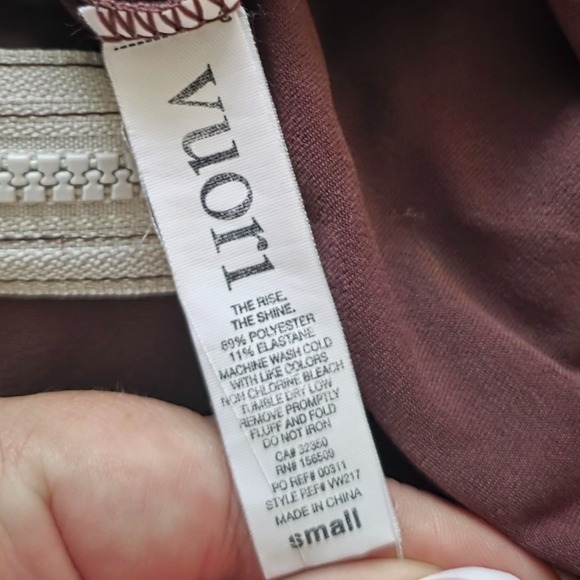 vuori
THE RISE.
THE SHINE.
89% POLYESTER
11% ELASTANE
MACHINE WASH COLD
WITH LIKE COLORS
NON CHLORINE BLEACH
TUMBLE DRY LOW
REMOVE PROMPTLY
FLUFF AND FOLD
DO NOT IRON
CA# 32350
RN# 156509
PO REF# 00311
STYLE REF# VW217
MADE IN CHINA
small